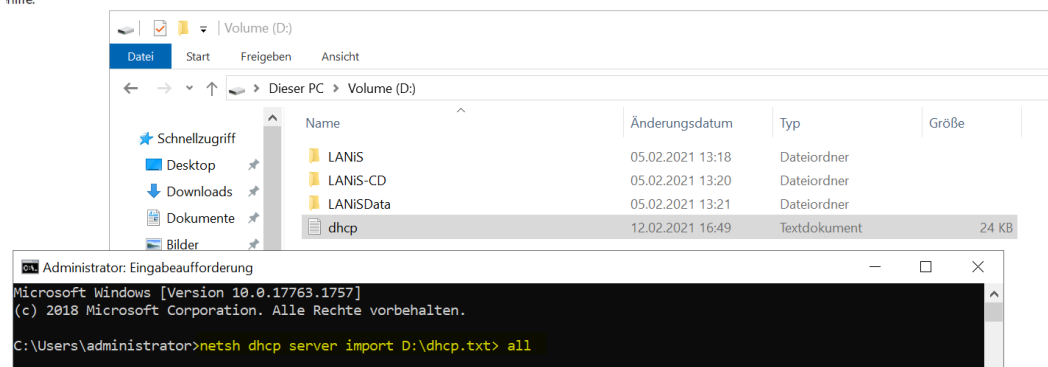 Volume (D:)
Datei Start Freigeben Ansicht
Dieser PC > Volume (D:)
Name Änderungsdatum Typ Größe
Schnellzugriff
Desktop
Downloads
Dokumente
Bilder
LANiS 05.02.2021 13:18 Dateiordner
LANiS-CD 05.02.2021 13:20 Dateiordner
LANiSData 05.02.2021 13:21 Dateiordner
dhcp 12.02.2021 16:49 Textdokument 24 KB
Administrator: Eingabeaufforderung
Microsoft Windows [Version 10.0.17763.1757]
(c) 2018 Microsoft Corporation. Alle Rechte vorbehalten.
C:\Users\administrator>netsh dhcp server import D:\dhcp.txt> all